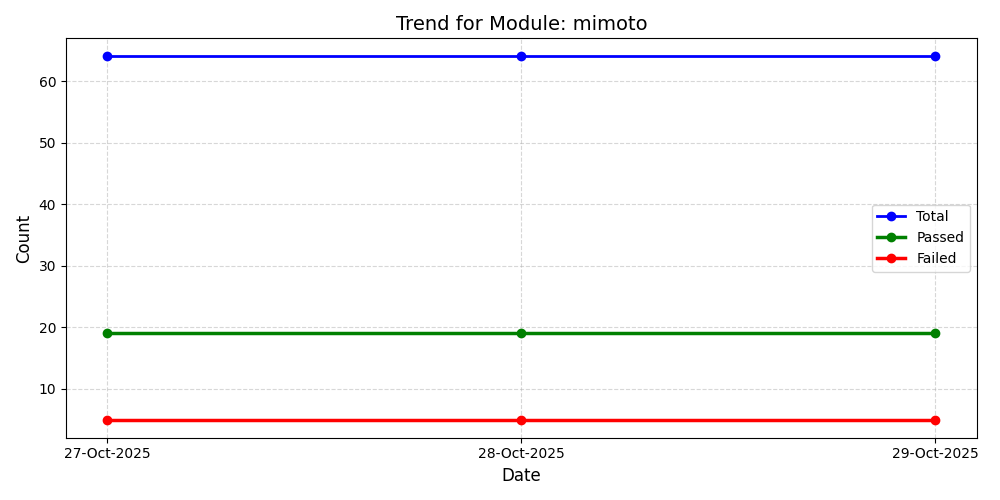 Trend for Module: mimoto
Count
60
50
40
30
20
10
Total
Passed
Failed
27-Oct-2025
28-Oct-2025
29-Oct-2025
Date